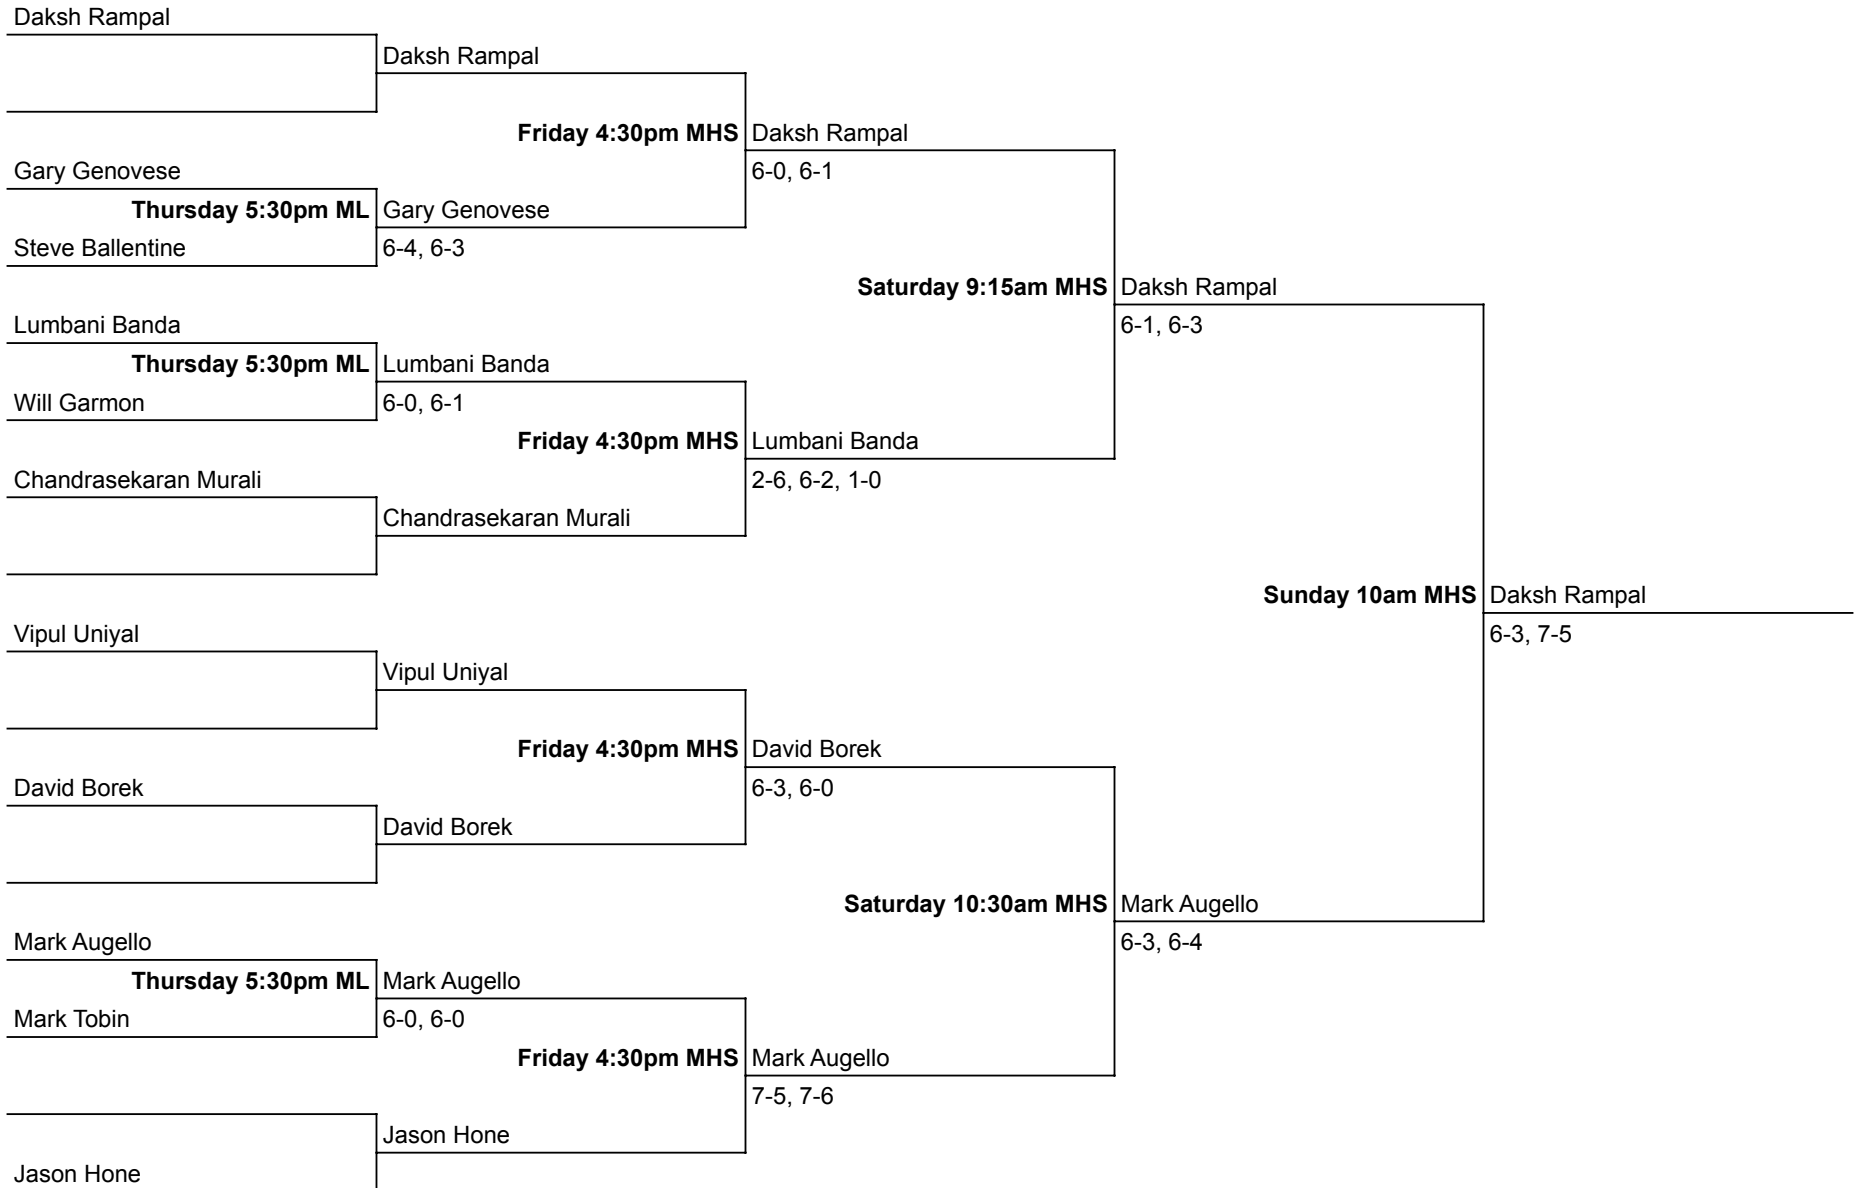 Daksh Rampal
Daksh Rampal
Friday 4:30pm MHS Daksh Rampal
Gary Genovese 6-0, 6-1
Thursday 5:30pm ML Gary Genovese
Steve Ballentine 6-4, 6-3
Saturday 9:15am MHS Daksh Rampal
Lumbani Banda 6-1, 6-3
Thursday 5:30pm ML Lumbani Banda
Will Garmon 6-0, 6-1
Friday 4:30pm MHS Lumbani Banda
Chandrasekaran Murali 2-6, 6-2, 1-0
Chandrasekaran Murali
Sunday 10am MHS Daksh Rampal
Vipul Uniyal 6-3, 7-5
Vipul Uniyal
Friday 4:30pm MHS David Borek
David Borek 6-3, 6-0
David Borek
Saturday 10:30am MHS Mark Augello
Mark Augello 6-3, 6-4
Thursday 5:30pm ML Mark Augello
Mark Tobin 6-0, 6-0
Friday 4:30pm MHS Mark Augello
7-5, 7-6
Jason Hone
Jason Hone